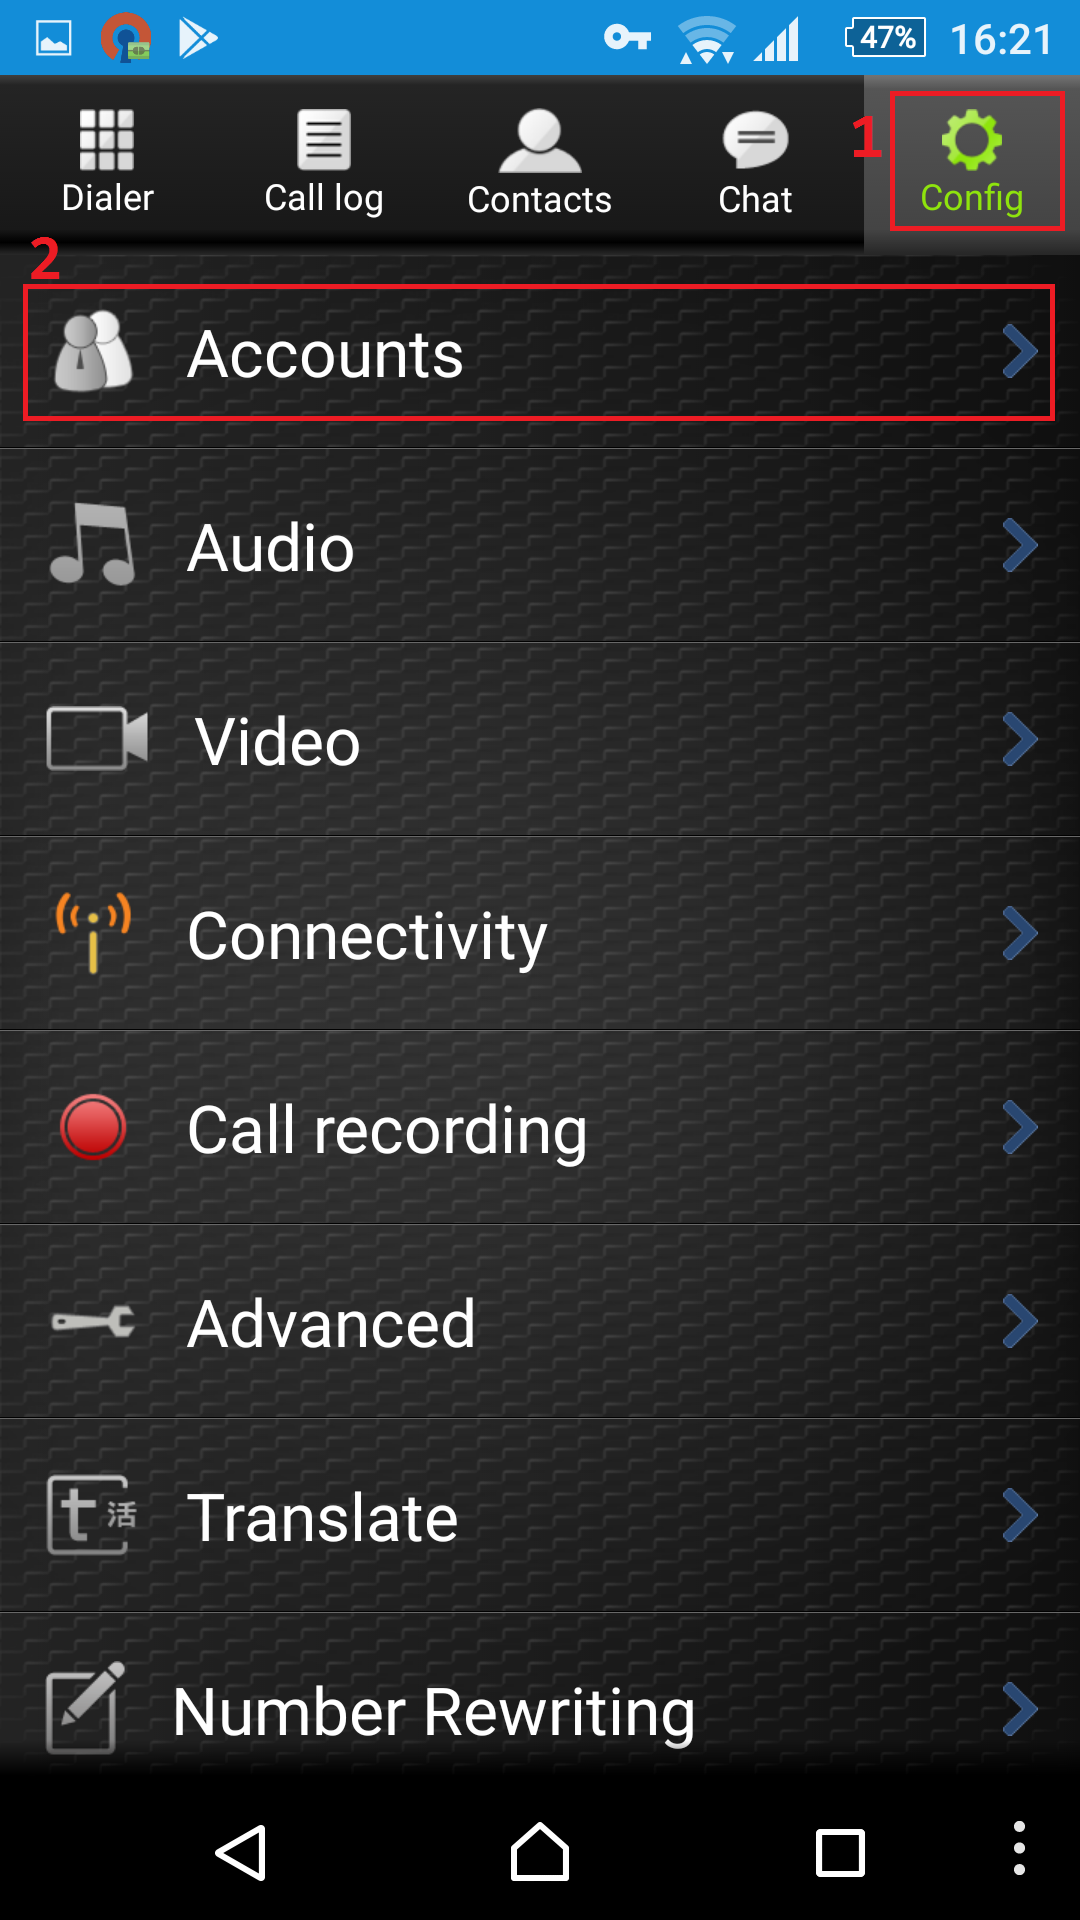 47% 16:21
Dialer Call log Contacts Chat 1 Config
2
Accounts
Audio
Video
Connectivity
Call recording
Advanced
t 活 Translate
Number Rewriting